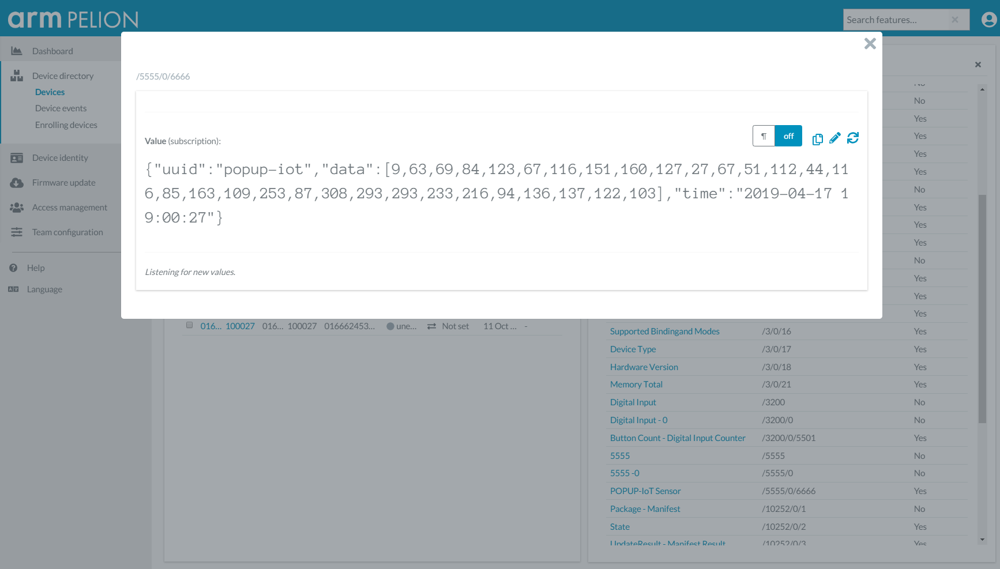 arm PELION
Search features...
Dashboard
Device directory
Devices
Device events
Enrolling devices
Device identity
Firmware update
Access management
Team configuration
Help
Language
/5555/0/6666
¶ off
Value (subscription):
{"uuid":"popup-iot","data":[9,63,69,84,123,67,116,151,160,127,27,67,51,112,44,11
6,85,163,109,253,87,308,293,293,233,216,94,136,137,122,103],"time":"2019-04-17 1
9:00:27"}
Listening for new values.
016... 100027 016... 100027 016662453... une... Not set 11 Oct ... -
No
No
Yes
Yes
Yes
Yes
No
Yes
Yes
Yes
No
Yes
Yes
Yes
Supported Bindingand Modes /3/0/16 Yes
Device Type /3/0/17 Yes
Hardware Version /3/0/18 Yes
Memory Total /3/0/21 Yes
Digital Input /3200 No
Digital Input - 0 /3200/0 No
Button Count - Digital Input Counter /3200/0/5501 Yes
5555 /5555 No
5555 -0 /5555/0 No
POPUP-IoT Sensor /5555/0/6666 Yes
Package - Manifest /10252/0/1 No
State /10252/0/2 Yes
UpdateResult - Manifest Result /10252/0/3 Yes